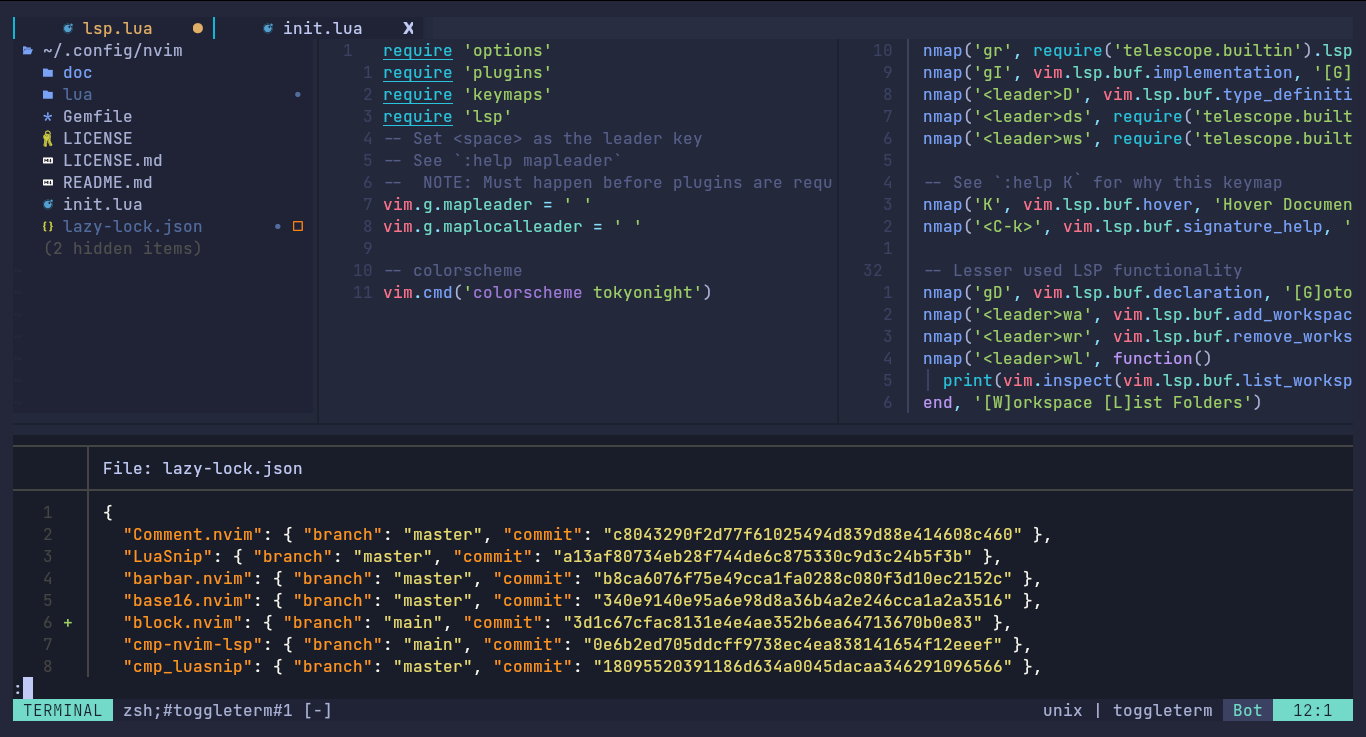 lsp.lua ● init.lua X
~/.config/nvim
doc
lua
Gemfile
LICENSE
LICENSE.md
README.md
init.lua
{} lazy-lock.json
(2 hidden items)
1 require 'options'
1 require 'plugins'
2 require 'keymaps'
3 require 'lsp'
4 -- Set <space> as the leader key
5 -- See `:help mapleader`
6 --  NOTE: Must happen before plugins are requ
7 vim.g.mapleader = ' '
8 vim.g.maplocalleader = ' '
9
10 -- colorscheme
11 vim.cmd('colorscheme tokyonight')
10 nmap('gr', require('telescope.builtin').lsp
9 nmap('gI', vim.lsp.buf.implementation, '[G]
8 nmap('<leader>D', vim.lsp.buf.type_definiti
7 nmap('<leader>ds', require('telescope.built
6 nmap('<leader>ws', require('telescope.built
5
4 -- See `:help K` for why this keymap
3 nmap('K', vim.lsp.buf.hover, 'Hover Documen
2 nmap('<C-k>', vim.lsp.buf.signature_help, '
1
32 -- Lesser used LSP functionality
1 nmap('gD', vim.lsp.buf.declaration, '[G]oto
2 nmap('<leader>wa', vim.lsp.buf.add_workspac
3 nmap('<leader>wr', vim.lsp.buf.remove_works
4 nmap('<leader>wl', function()
5 print(vim.inspect(vim.lsp.buf.list_worksp
6 end, '[W]orkspace [L]ist Folders')
File: lazy-lock.json
1 {
2 "Comment.nvim": { "branch": "master", "commit": "c8043290f2d77f61025494d839d88e414608c460" },
3 "LuaSnip": { "branch": "master", "commit": "a13af80734eb28f744de6c875330c9d3c24b5f3b" },
4 "barbar.nvim": { "branch": "master", "commit": "b8ca6076f75e49cca1fa0288c080f3d10ec2152c" },
5 "base16.nvim": { "branch": "master", "commit": "340e9140e95a6e98d8a36b4a2e246cca1a2a3516" },
6 + "block.nvim": { "branch": "main", "commit": "3d1c67cfac8131e4e4ae352b6ea64713670b0e83" },
7 "cmp-nvim-lsp": { "branch": "main", "commit": "0e6b2ed705ddcff9738ec4ea838141654f12eeef" },
8 "cmp_luasnip": { "branch": "master", "commit": "18095520391186d634a0045dacaa346291096566" },
:
TERMINAL zsh;#toggleterm#1 [-] unix | toggleterm Bot 12:1